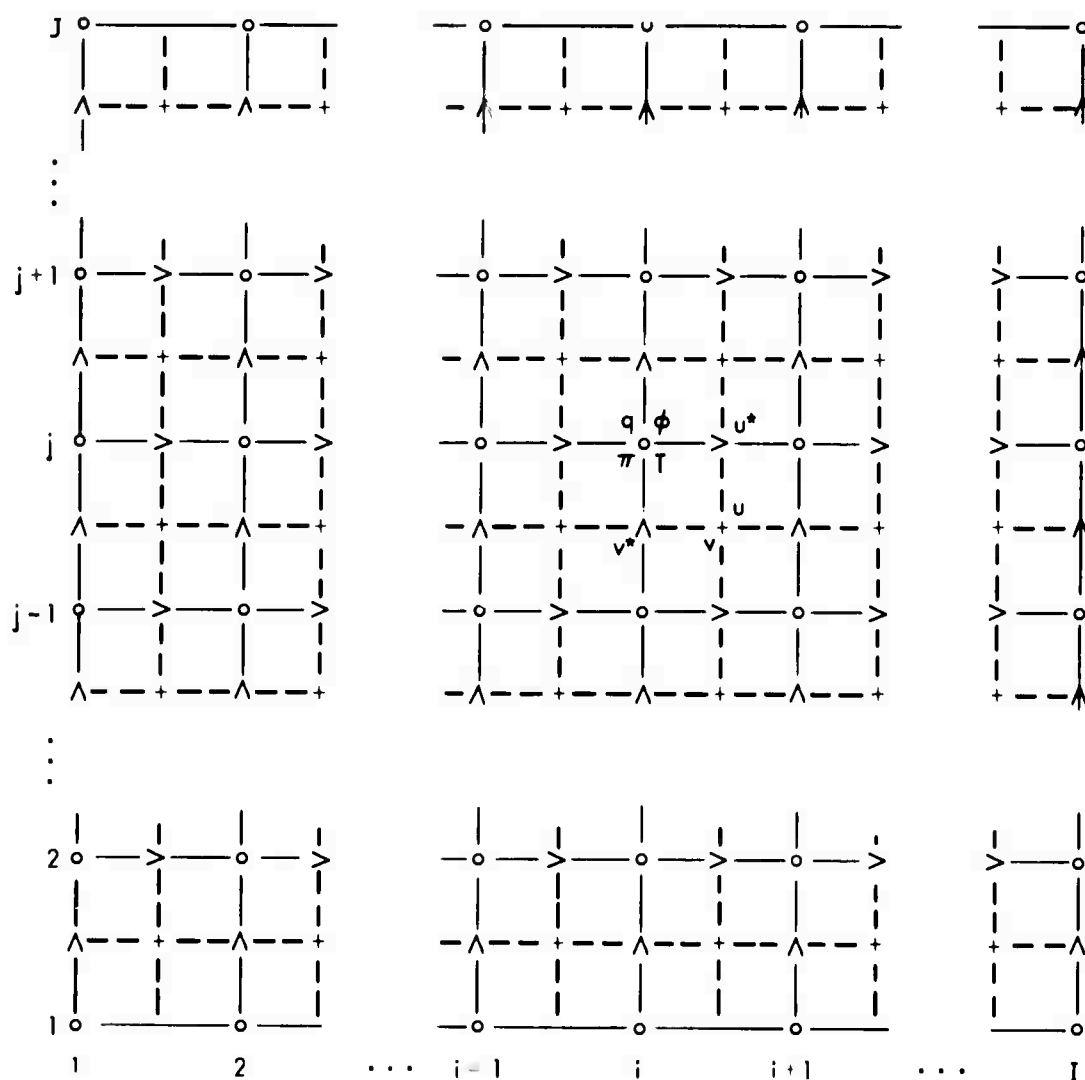 J
j+1
q φ
j u*
π T
u
v* v
j-1
2
1
1 2 ... i-1 i i+1 ... I